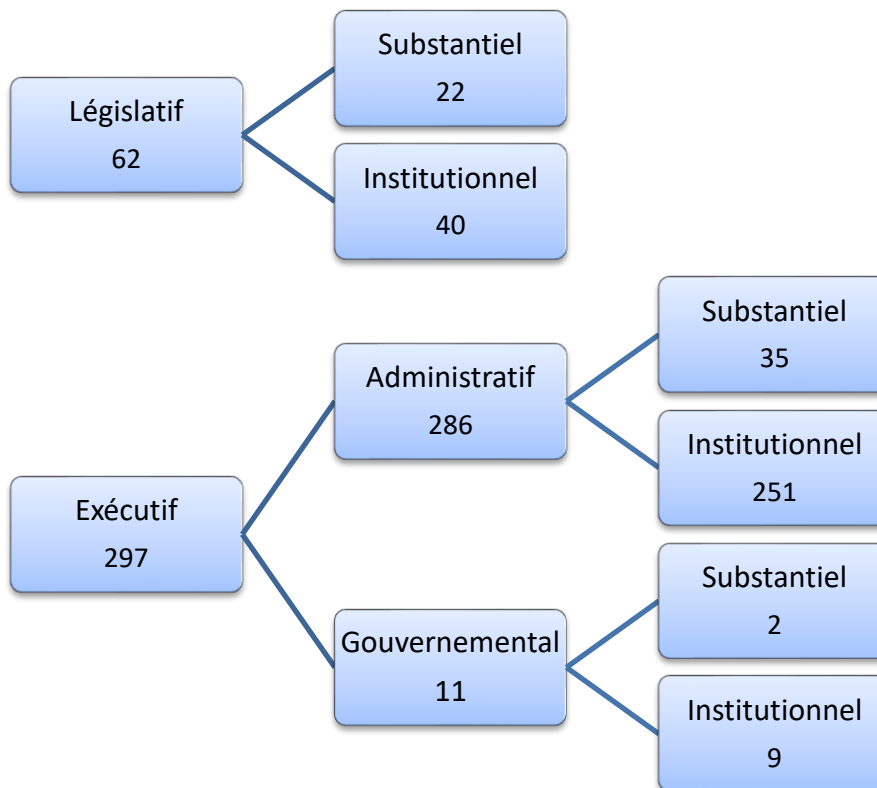 Législatif
62
Substantiel
22
Institutionnel
40
Exécutif
297
Administratif
286
Substantiel
35
Institutionnel
251
Gouvernemental
11
Substantiel
2
Institutionnel
9